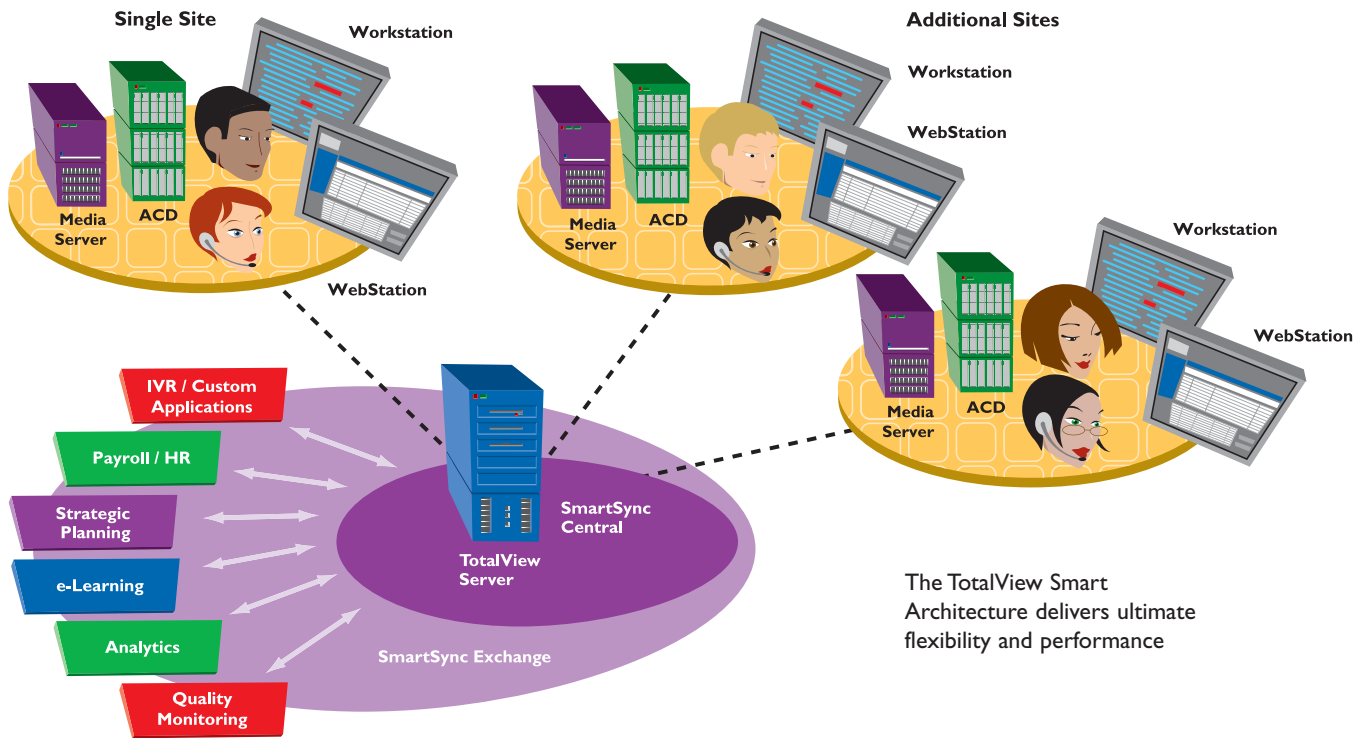 Single Site
Workstation
Media
Server
ACD
WebStation
Additional Sites
Workstation
WebStation
Media
Server
ACD
Workstation
WebStation
Media
Server
ACD
IVR / Custom
Applications
Payroll / HR
Strategic
Planning
e-Learning
Analytics
Quality
Monitoring
SmartSync
Central
TotalView
Server
SmartSync Exchange
The TotalView Smart
Architecture delivers ultimate
flexibility and performance